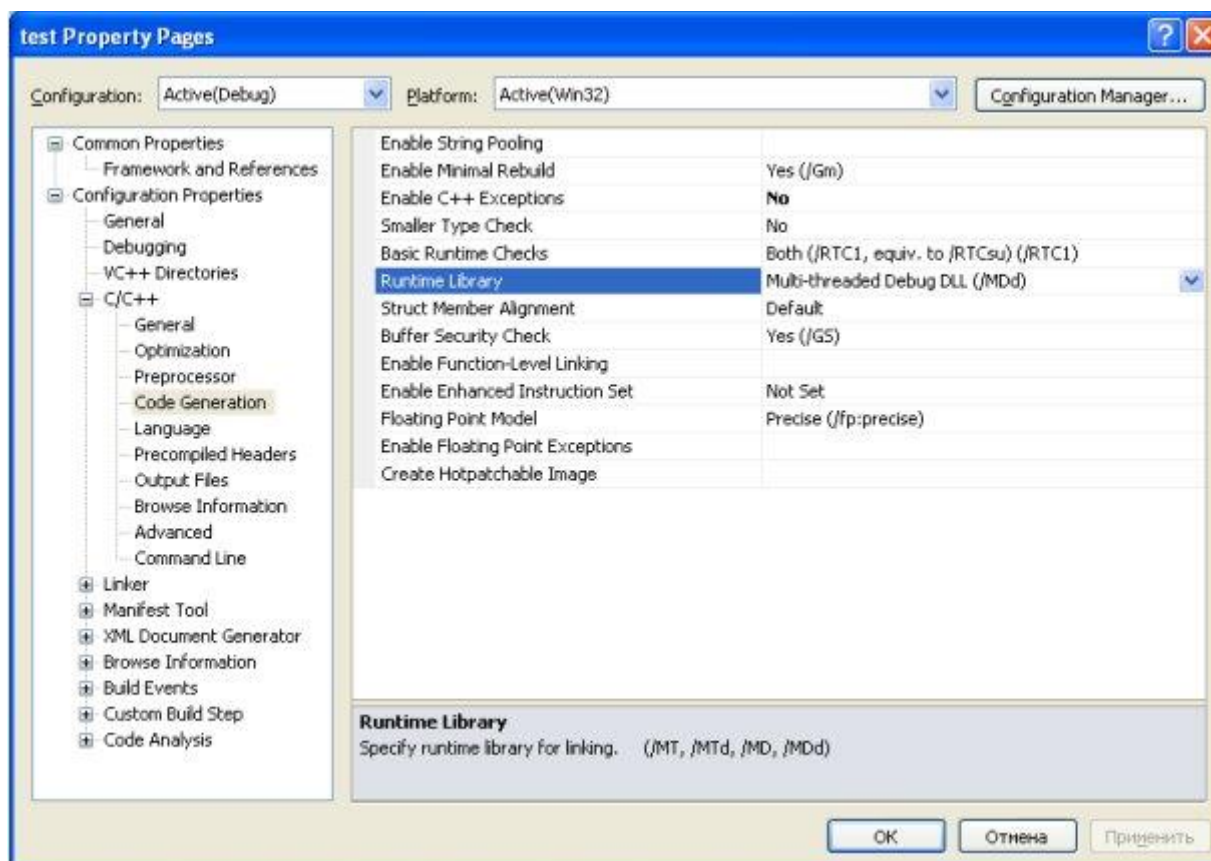 test Property Pages
Configuration: Active(Debug) Platform: Active(Win32) Configuration Manager...
Common Properties
Framework and References
Configuration Properties
General
Debugging
VC++ Directories
C/C++
General
Optimization
Preprocessor
Code Generation
Language
Precompiled Headers
Output Files
Browse Information
Advanced
Command Line
Linker
Manifest Tool
XML Document Generator
Browse Information
Build Events
Custom Build Step
Code Analysis
Enable String Pooling
Enable Minimal Rebuild Yes (/Gm)
Enable C++ Exceptions No
Smaller Type Check No
Basic Runtime Checks Both (/RTC1, equiv. to /RTCsu) (/RTC1)
Runtime Library Multi-threaded Debug DLL (/MDd)
Struct Member Alignment Default
Buffer Security Check Yes (/GS)
Enable Function-Level Linking
Enable Enhanced Instruction Set Not Set
Floating Point Model Precise (/fp:precise)
Enable Floating Point Exceptions
Create Hotpatchable Image
Runtime Library
Specify runtime library for linking. (/MT, /MTd, /MD, /MDd)
OK Отмена Применить